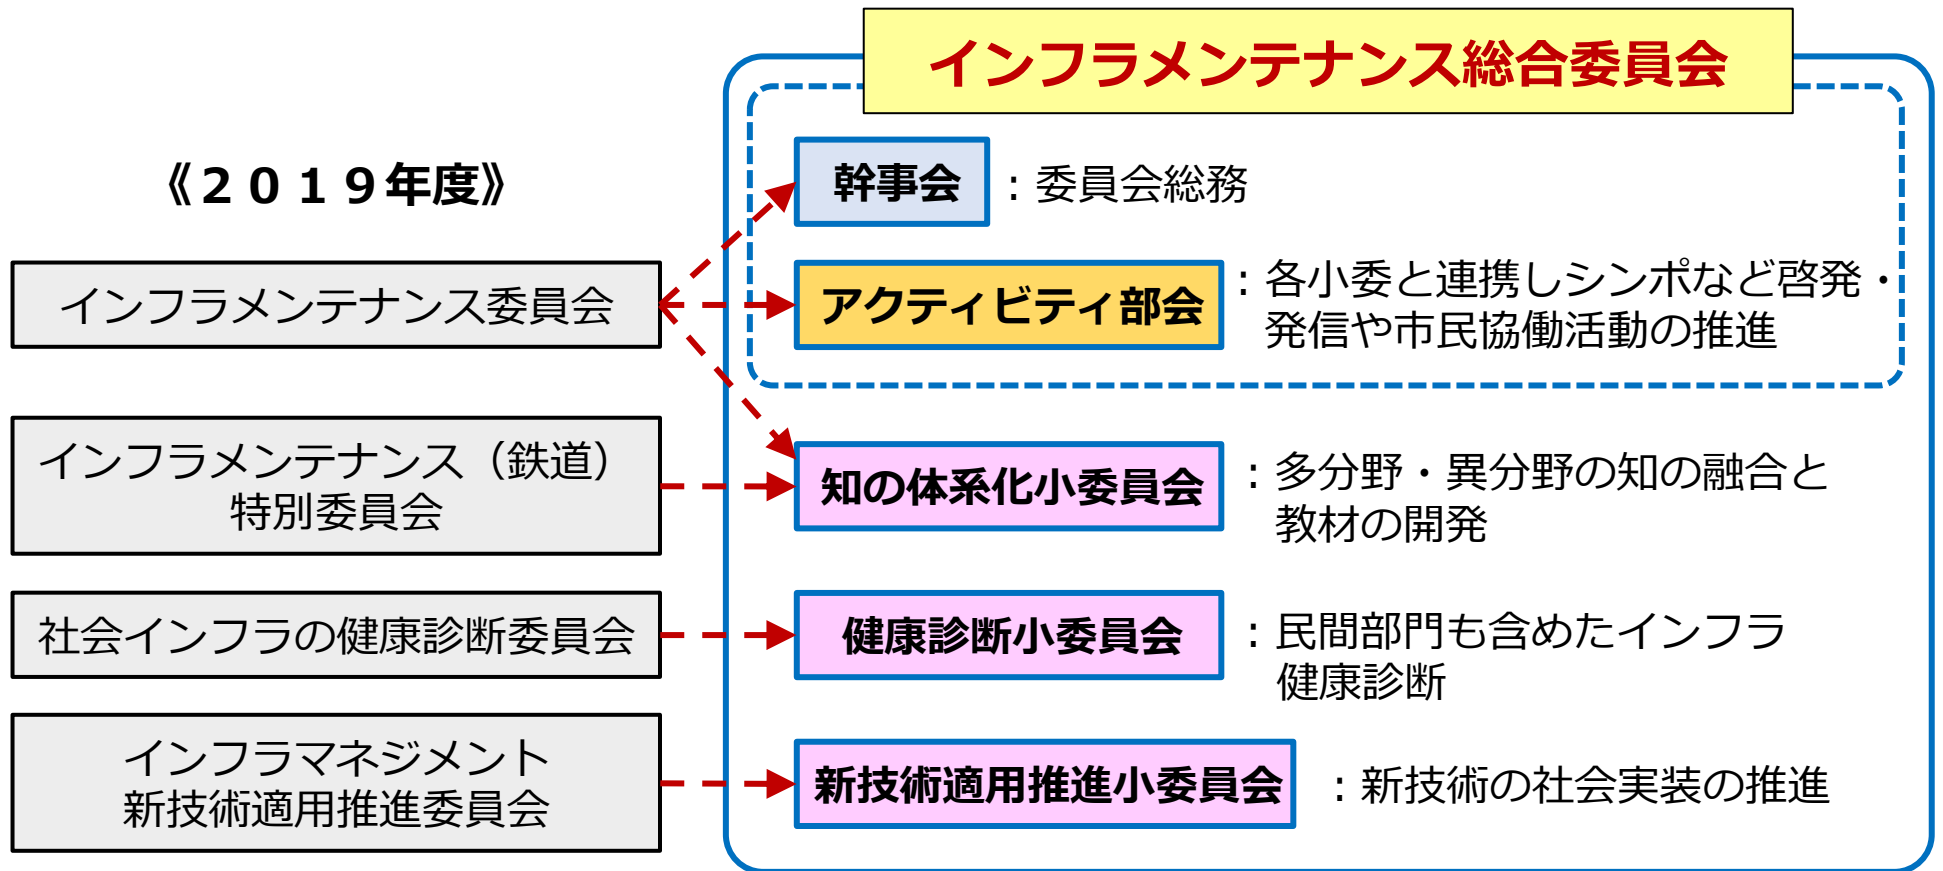 インフラメンテナンス総合委員会
《２０１９年度》
インフラメンテナンス委員会
インフラメンテナンス（鉄道）
特別委員会
社会インフラの健康診断委員会
インフラマネジメント
新技術適用推進委員会
幹事会
：委員会総務
アクティビティ部会
：各小委と連携しシンポなど啓発・
発信や市民協働活動の推進
知の体系化小委員会
：多分野・異分野の知の融合と
教材の開発
健康診断小委員会
：民間部門も含めたインフラ
健康診断
新技術適用推進小委員会
：新技術の社会実装の推進